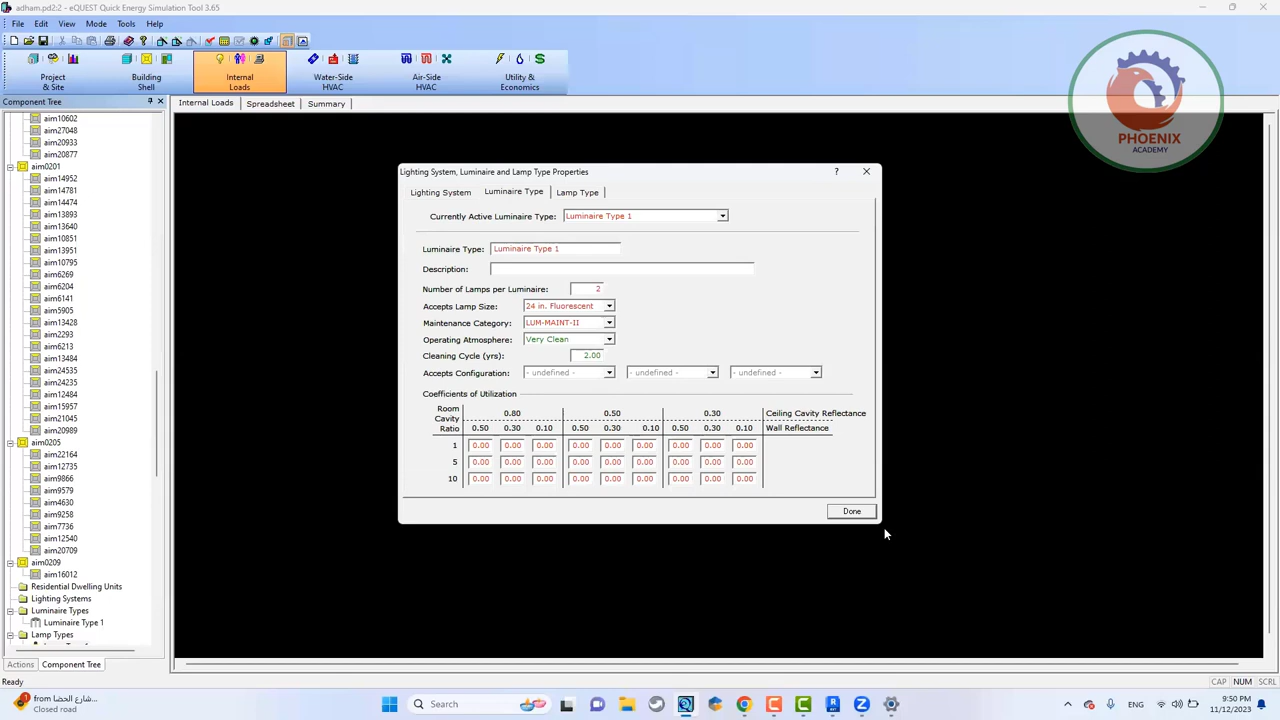 adham.pd2:2 - eQUEST Quick Energy Simulation Tool 3.65
File Edit View Mode Tools Help
Project & Site
Building Shell
Internal Loads
Water-Side HVAC
Air-Side HVAC
Utility & Economics
PHOENIX
ACADEMY
Component Tree
Internal Loads Spreadsheet Summary
aim10602
aim27048
aim20933
aim20877
aim0201
aim14952
aim14781
aim14474
aim13893
aim13640
aim10851
aim13951
aim10795
aim6269
aim6204
aim6141
aim5905
aim13428
aim2293
aim6213
aim13484
aim24535
aim24235
aim12484
aim15957
aim21045
aim20989
aim0205
aim22164
aim12735
aim9866
aim9579
aim4630
aim9258
aim7736
aim12540
aim20709
aim0209
aim16012
Residential Dwelling Units
Lighting Systems
Luminaire Types
Luminaire Type 1
Lamp Types
Actions Component Tree
Lighting System, Luminaire and Lamp Type Properties ?
Lighting System Luminaire Type Lamp Type
Currently Active Luminaire Type: Luminaire Type 1
Luminaire Type: Luminaire Type 1
Description:
Number of Lamps per Luminaire: 2
Accepts Lamp Size: 24 in. Fluorescent
Maintenance Category: LUM-MAINT-II
Operating Atmosphere: Very Clean
Cleaning Cycle (yrs): 2.00
Accepts Configuration: - undefined - - undefined - - undefined -
Coefficients of Utilization
Room Cavity Ratio
0.80 0.50 0.30 Ceiling Cavity Reflectance
0.50 0.30 0.10 0.50 0.30 0.10 0.50 0.30 0.10 Wall Reflectance
1 0.00 0.00 0.00 0.00 0.00 0.00 0.00 0.00 0.00
5 0.00 0.00 0.00 0.00 0.00 0.00 0.00 0.00 0.00
10 0.00 0.00 0.00 0.00 0.00 0.00 0.00 0.00 0.00
Done
Ready
CAP NUM SCRL
from شارع الحضا...
Closed road
Search
9:50 PM
11/12/2023